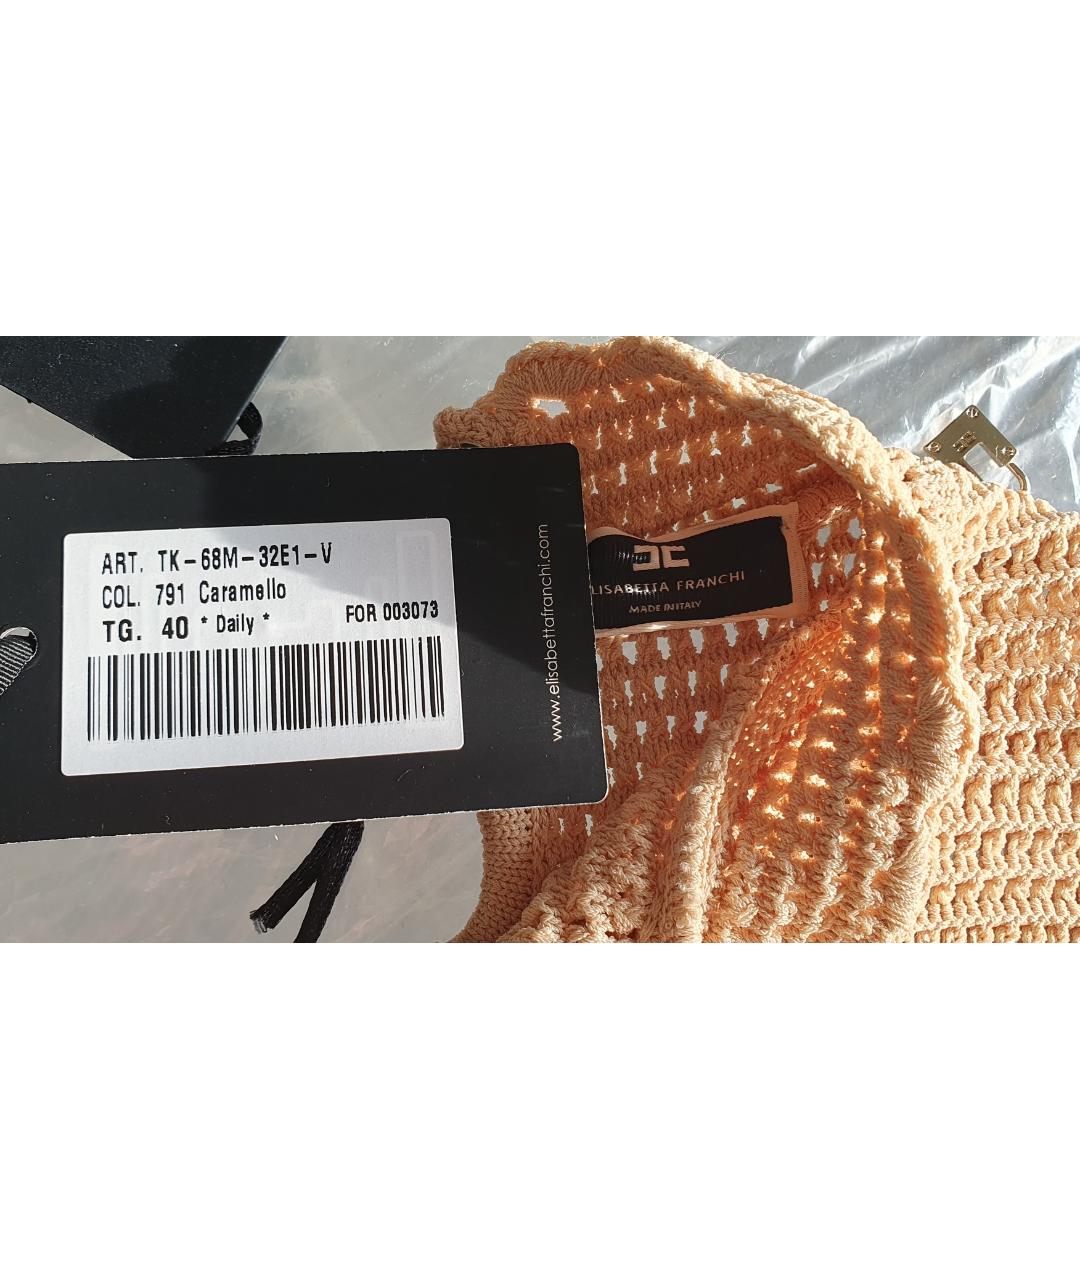 ART. TK-68M-32E1-V
COL. 791 Caramello
TG. 40 * Daily * FOR 003073
www.elisabettafranchi.com
LISABETTA FRANCHI
MADE IN ITALY